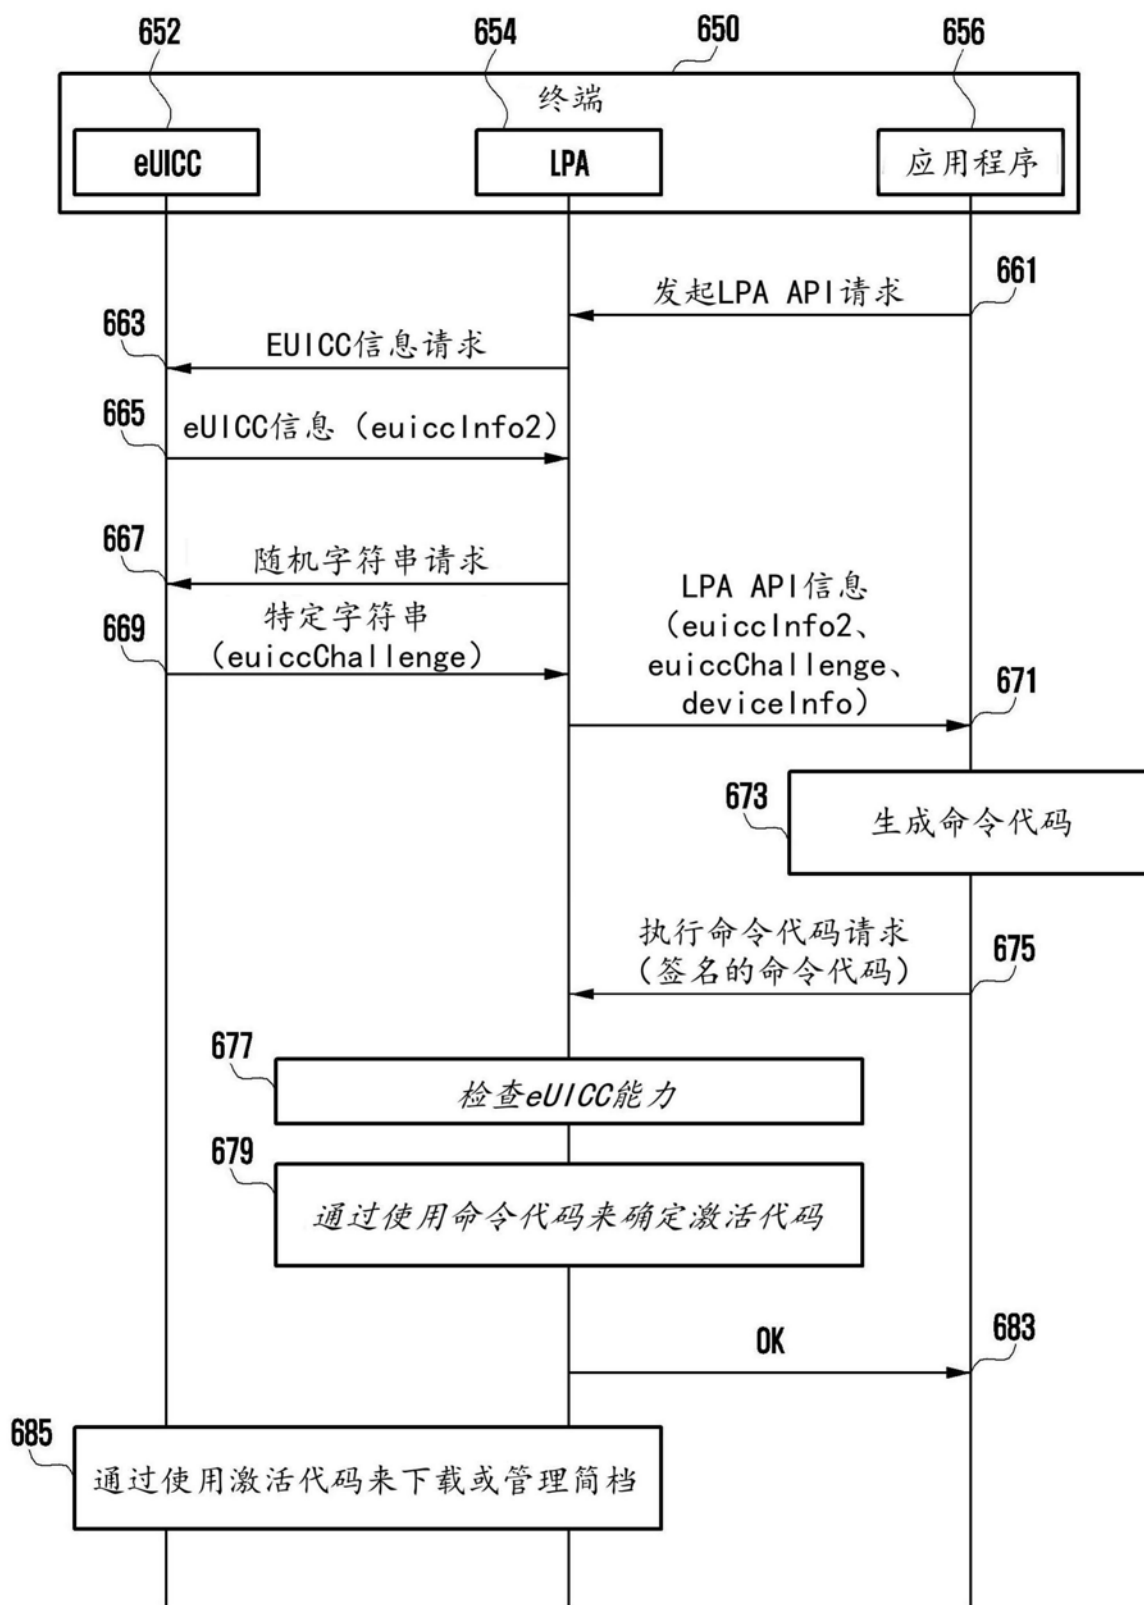 652
654
650
656
终端
eUICC
LPA
应用程序
发起LPA API请求
661
663
EUICC信息请求
665
eUICC信息（euiccInfo2）
667
随机字符串请求
669
特定字符串
（euiccChallenge）
LPA API信息
（euiccInfo2、
euiccChallenge、
deviceInfo）
671
673
生成命令代码
执行命令代码请求
（签名的命令代码）
675
677
检查eUICC能力
679
通过使用命令代码来确定激活代码
OK
683
685
通过使用激活代码来下载或管理简档